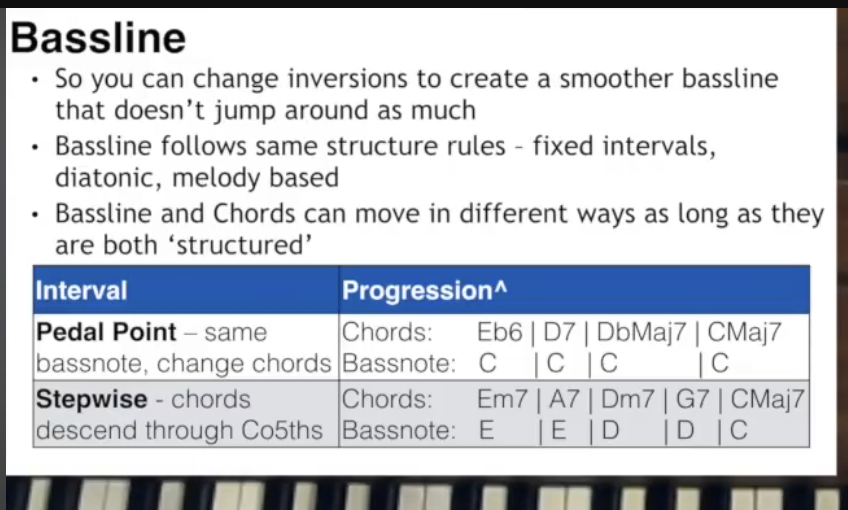 Bassline
• So you can change inversions to create a smoother bassline
that doesn't jump around as much
• Bassline follows same structure rules - fixed intervals,
diatonic, melody based
• Bassline and Chords can move in different ways as long as they
are both ‘structured’
Interval Progression^
Pedal Point – same Chords: Eb6 | D7 | DbMaj7 | CMaj7
bassnote, change chords Bassnote: C | C | C | C
Stepwise - chords Chords: Em7 | A7 | Dm7 | G7 | CMaj7
descend through Co5ths Bassnote: E | E | D | D | C